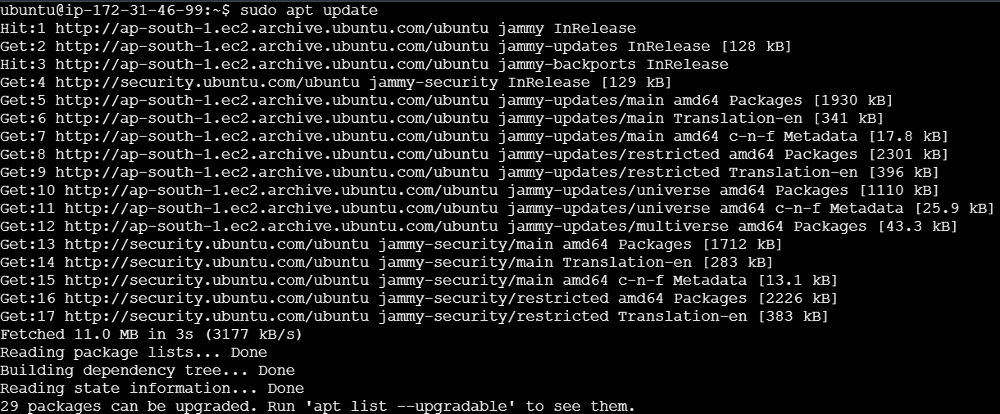 ubuntu@ip-172-31-46-99:~$ sudo apt update
Hit:1 http://ap-south-1.ec2.archive.ubuntu.com/ubuntu jammy InRelease
Get:2 http://ap-south-1.ec2.archive.ubuntu.com/ubuntu jammy-updates InRelease [128 kB]
Hit:3 http://ap-south-1.ec2.archive.ubuntu.com/ubuntu jammy-backports InRelease
Get:4 http://security.ubuntu.com/ubuntu jammy-security InRelease [129 kB]
Get:5 http://ap-south-1.ec2.archive.ubuntu.com/ubuntu jammy-updates/main amd64 Packages [1930 kB]
Get:6 http://ap-south-1.ec2.archive.ubuntu.com/ubuntu jammy-updates/main Translation-en [341 kB]
Get:7 http://ap-south-1.ec2.archive.ubuntu.com/ubuntu jammy-updates/main amd64 c-n-f Metadata [17.8 kB]
Get:8 http://ap-south-1.ec2.archive.ubuntu.com/ubuntu jammy-updates/restricted amd64 Packages [2301 kB]
Get:9 http://ap-south-1.ec2.archive.ubuntu.com/ubuntu jammy-updates/restricted Translation-en [396 kB]
Get:10 http://ap-south-1.ec2.archive.ubuntu.com/ubuntu jammy-updates/universe amd64 Packages [1110 kB]
Get:11 http://ap-south-1.ec2.archive.ubuntu.com/ubuntu jammy-updates/universe amd64 c-n-f Metadata [25.9 kB]
Get:12 http://ap-south-1.ec2.archive.ubuntu.com/ubuntu jammy-updates/multiverse amd64 Packages [43.3 kB]
Get:13 http://security.ubuntu.com/ubuntu jammy-security/main amd64 Packages [1712 kB]
Get:14 http://security.ubuntu.com/ubuntu jammy-security/main Translation-en [283 kB]
Get:15 http://security.ubuntu.com/ubuntu jammy-security/main amd64 c-n-f Metadata [13.1 kB]
Get:16 http://security.ubuntu.com/ubuntu jammy-security/restricted amd64 Packages [2226 kB]
Get:17 http://security.ubuntu.com/ubuntu jammy-security/restricted Translation-en [383 kB]
Fetched 11.0 MB in 3s (3177 kB/s)
Reading package lists... Done
Building dependency tree... Done
Reading state information... Done
29 packages can be upgraded. Run 'apt list --upgradable' to see them.